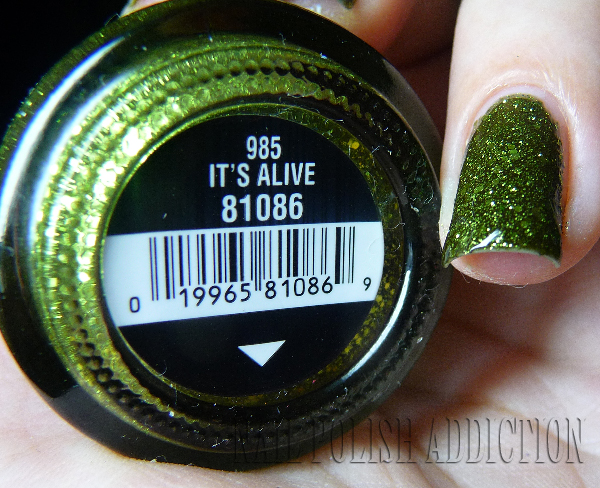 985
IT'S ALIVE
81086
0 19965 81086 9
NAIL POLISH ADDICTION